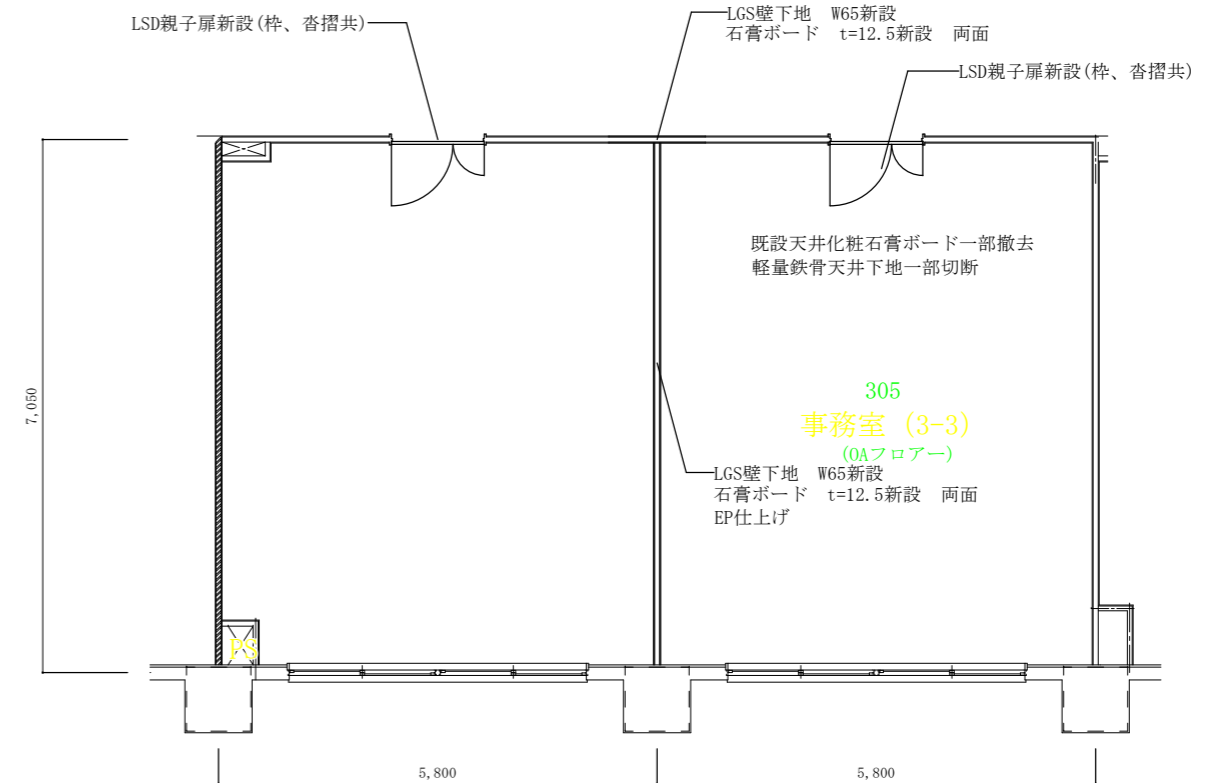 LSD親子扉新設(枠、沓摺共)
LGS壁下地　W65新設
石膏ボード　t=12.5新設　両面
LSD親子扉新設(枠、沓摺共)
既設天井化粧石膏ボード一部撤去
軽量鉄骨天井下地一部切断
7,050
305
事務室 (3-3)
(OAフロアー)
LGS壁下地　W65新設
石膏ボード　t=12.5新設　両面
EP仕上げ
PS
5,800
5,800